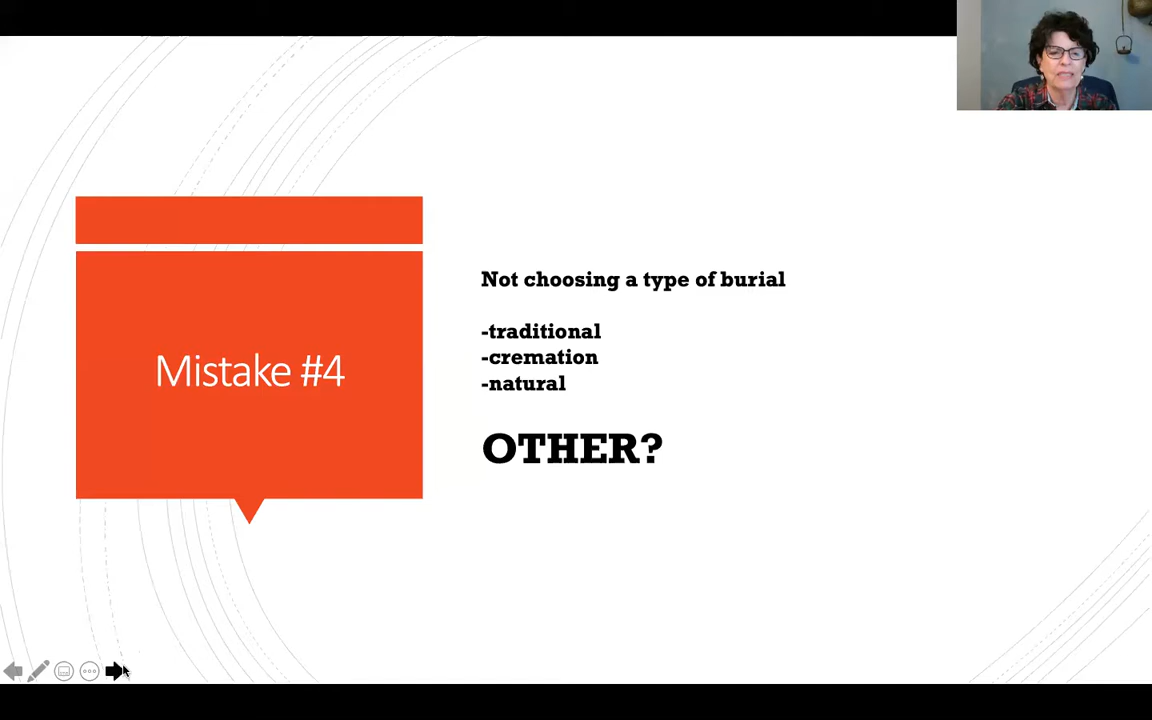 Mistake #4
Not choosing a type of burial
-traditional
-cremation
-natural
OTHER?